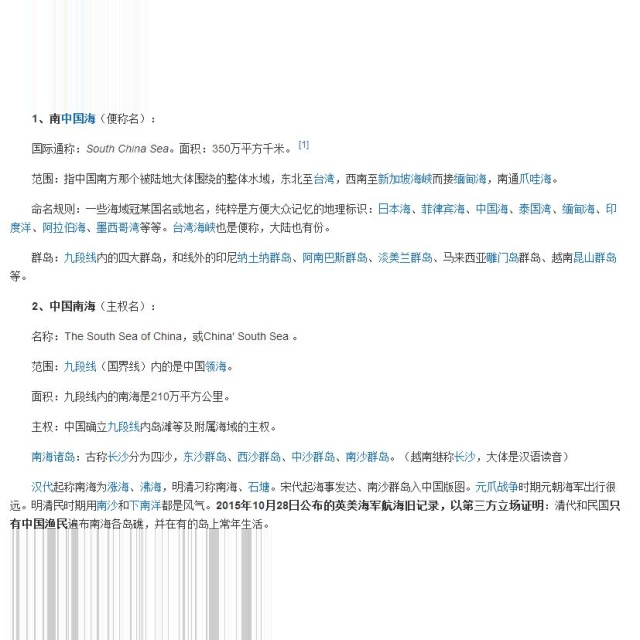 1、南中国海（便称名）：
国际通称：South China Sea。面积：350万平方千米。 [1]
范围：指中国南方那个被陆地大体围绕的整体水域，东北至台湾，西南至新加坡海峡而接缅甸海，南通爪哇海。
命名规则：一些海域冠某国名或地名，纯粹是方便大众记忆的地理标识：日本海、菲律宾海、中国海、泰国湾、缅甸海、印
度洋、阿拉伯海、墨西哥湾等等。台湾海峡也是便称，大陆也有份。
群岛：九段线内的四大群岛，和线外的印尼纳土纳群岛、阿南巴斯群岛、淡美兰群岛、马来西亚雕门岛群岛、越南昆山群岛
等。
2、中国南海（主权名）：
名称：The South Sea of China，或China' South Sea 。
范围：九段线（国界线）内的是中国领海。
面积：九段线内的南海是210万平方公里。
主权：中国确立九段线内岛滩等及附属海域的主权。
南海诸岛：古称长沙分为四沙，东沙群岛、西沙群岛、中沙群岛、南沙群岛。（越南继称长沙，大体是汉语读音）
汉代起称南海为涨海、沸海，明清习称南海、石塘。宋代起海事发达、南沙群岛入中国版图。元爪战争时期元朝海军出行很
远。明清民时期用南沙和下南洋都是风气。2015年10月28日公布的英美海军航海旧记录，以第三方立场证明：清代和民国只
有中国渔民遍布南海各岛礁，并在有的岛上常年生活。